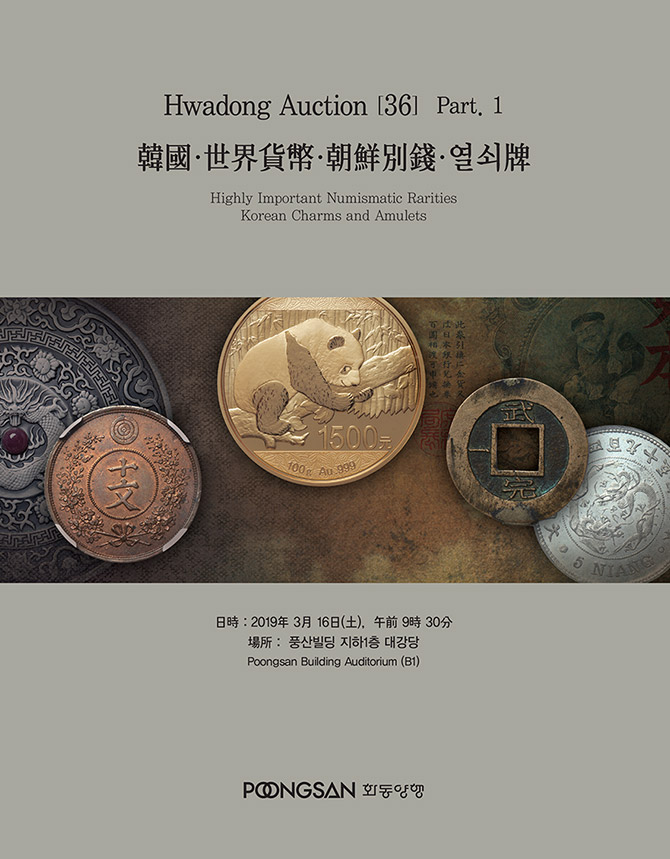 Hwadong Auction [36] Part. 1
韓國·世界貨幣·朝鮮別錢·열쇠牌
Highly Important Numismatic Rarities
Korean Charms and Amulets
十文
1500元
100g Au .999
武
一
完
5 NIANG
日時 : 2019年 3月 16日(土), 午前 9時 30分
場所 : 풍산빌딩 지하1층 대강당
Poongsan Building Auditorium (B1)
POONGSAN 화동양행